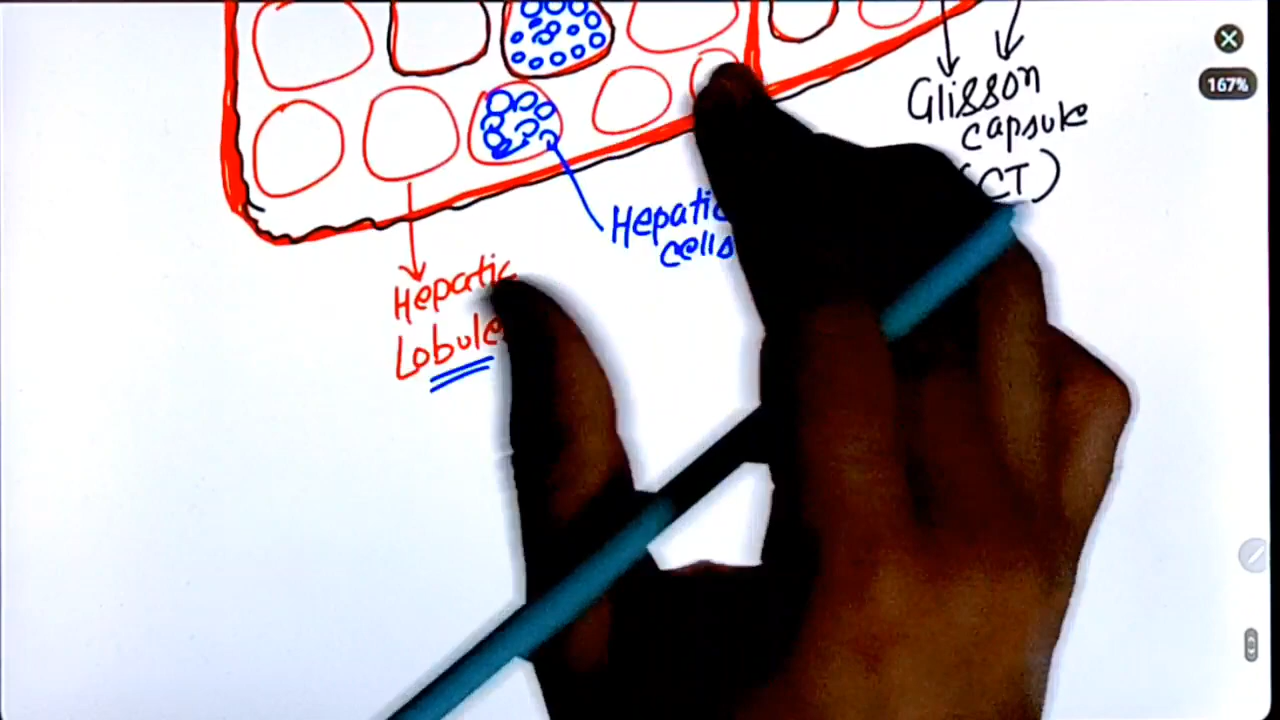 167%
Glisson
capsule
(CT)
Hepatic
cells
Hepatic
Lobule